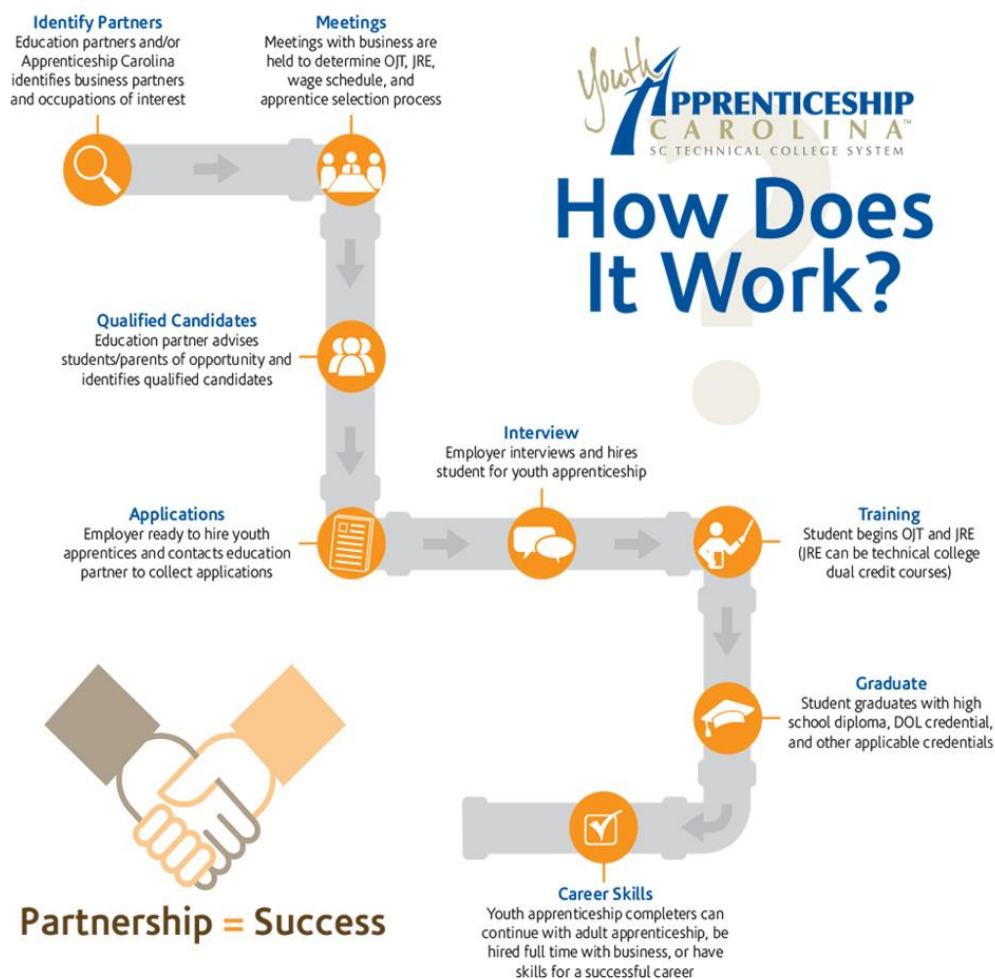 Identify Partners
Education partners and/or
Apprenticeship Carolina
identifies business partners
and occupations of interest
Meetings
Meetings with business are
held to determine OJT, JRE,
wage schedule, and
apprentice selection process
Youth
APPRENTICESHIP
CAROLINA™
SC TECHNICAL COLLEGE SYSTEM
How Does
It Work?
Qualified Candidates
Education partner advises
students/parents of opportunity and
identifies qualified candidates
Applications
Employer ready to hire youth
apprentices and contacts education
partner to collect applications
Interview
Employer interviews and hires
student for youth apprenticeship
Training
Student begins OJT and JRE
(JRE can be technical college
dual credit courses)
Graduate
Student graduates with high
school diploma, DOL credential,
and other applicable credentials
Career Skills
Youth apprenticeship completers can
continue with adult apprenticeship, be
hired full time with business, or have
skills for a successful career
Partnership = Success